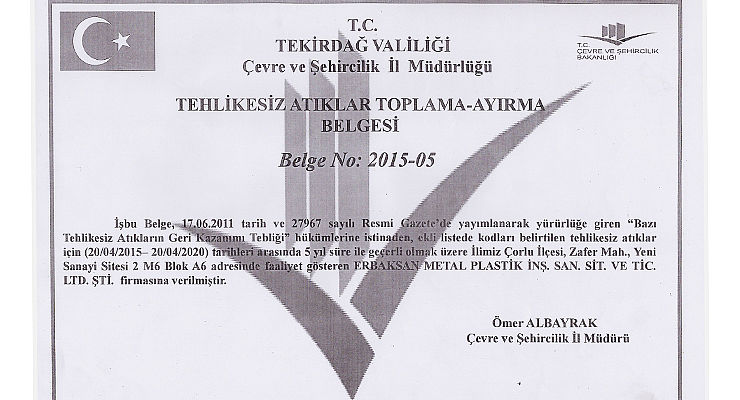 T.C.
TEKİRDAĞ VALİLİĞİ
Çevre ve Şehircilik İl Müdürlüğü
T.C.
ÇEVRE VE ŞEHİRCİLİK
BAKANLIĞI
TEHLİKESİZ ATIKLAR TOPLAMA-AYIRMA
BELGESİ
Belge No: 2015-05
İşbu Belge, 17.06.2011 tarih ve 27967 sayılı Resmi Gazete'de yayımlanarak yürürlüğe giren “Bazı
Tehlikesiz Atıkların Geri Kazanımı Tebliği” hükümlerine istinaden, ekli listede kodları belirtilen tehlikesiz atıklar
için (20/04/2015– 20/04/2020) tarihleri arasında 5 yıl süre ile geçerli olmak üzere İlimiz Çorlu İlçesi, Zafer Mah., Yeni
Sanayi Sitesi 2 M6 Blok A6 adresinde faaliyet gösteren ERBAKSAN METAL PLASTİK İNŞ. SAN. SİT. VE TİC.
LTD. ŞTİ. firmasına verilmiştir.
Ömer ALBAYRAK
Çevre ve Şehircilik İl Müdürü